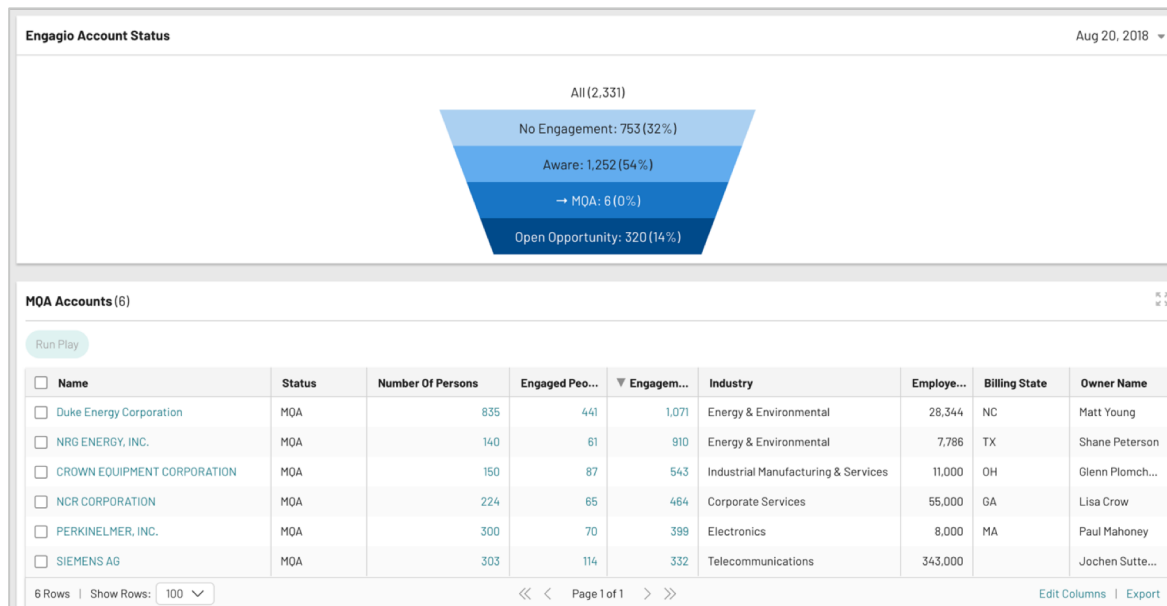 Engagio Account Status
Aug 20, 2018
All (2,331)
No Engagement: 753 (32%)
Aware: 1,252 (54%)
→ MQA: 6 (0%)
Open Opportunity: 320 (14%)
MQA Accounts (6)
Run Play
Name Status Number Of Persons Engaged Peo... Engagem... Industry Employe... Billing State Owner Name
Duke Energy Corporation MQA 835 441 1,071 Energy & Environmental 28,344 NC Matt Young
NRG ENERGY, INC. MQA 140 61 910 Energy & Environmental 7,786 TX Shane Peterson
CROWN EQUIPMENT CORPORATION MQA 150 87 543 Industrial Manufacturing & Services 11,000 OH Glenn Plomch...
NCR CORPORATION MQA 224 65 464 Corporate Services 55,000 GA Lisa Crow
PERKINELMER, INC. MQA 300 70 399 Electronics 8,000 MA Paul Mahoney
SIEMENS AG MQA 303 114 332 Telecommunications 343,000 Jochen Sutte...
6 Rows | Show Rows: 100 Page 1 of 1 Edit Columns | Export